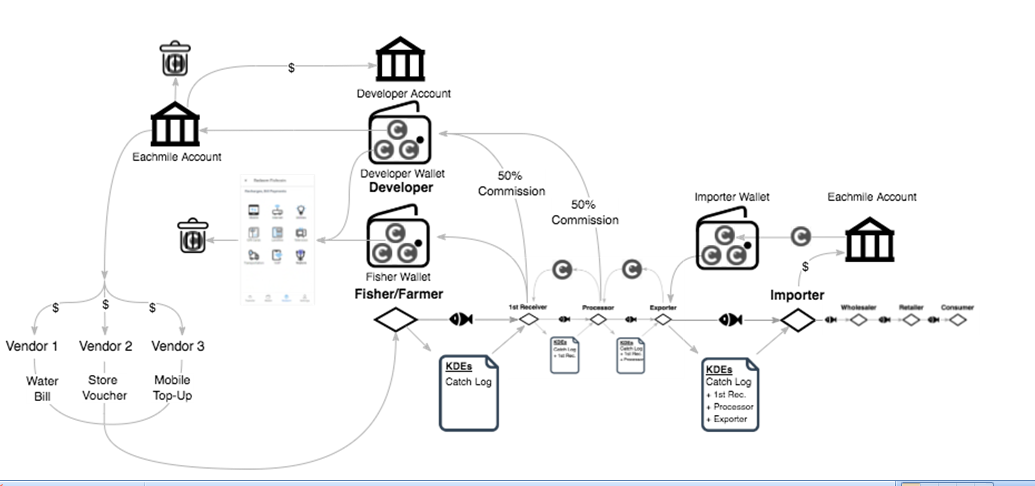 $
Developer Account
Eachmile Account
Developer Wallet
Developer
50%
Commission
50%
Commission
Importer Wallet
Eachmile Account
Fisher Wallet
Fisher/Farmer
$
Importer
1st Receiver
Processor
Exporter
Wholesaler
Retailer
Consumer
$
$
$
Vendor 1
Vendor 2
Vendor 3
Water
Bill
Store
Voucher
Mobile
Top-Up
KDEs
Catch Log
KDEs
Catch Log
+ 1st Rec.
KDEs
Catch Log
+ 1st Rec.
+ Processor
KDEs
Catch Log
+ 1st Rec.
+ Processor
+ Exporter